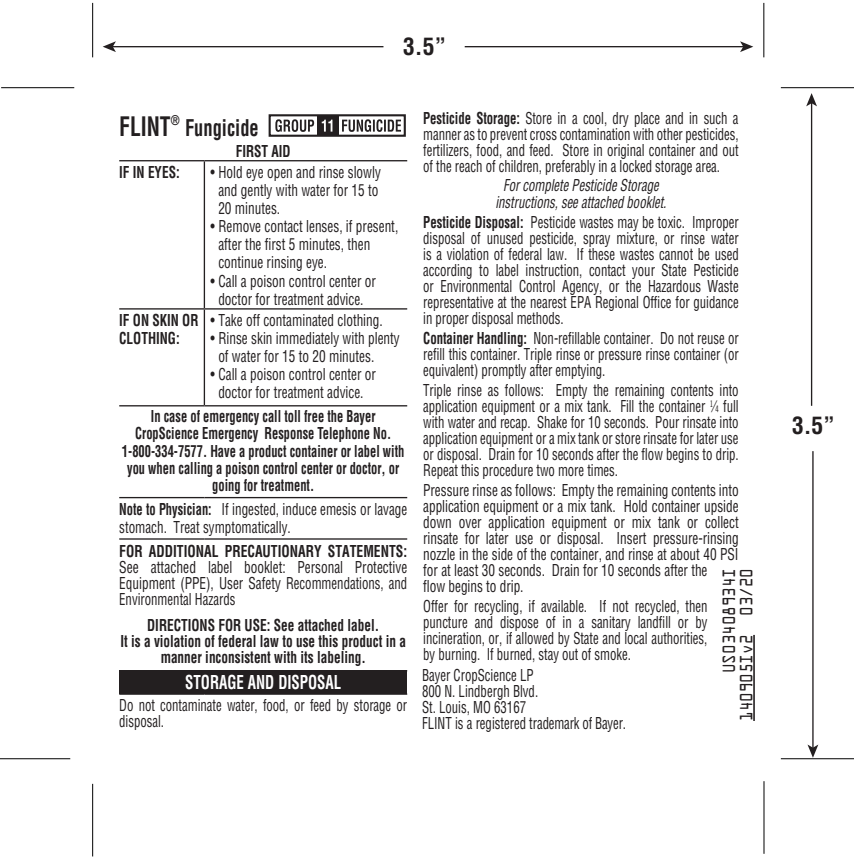 3.5”
FLINT® Fungicide GROUP 11 FUNGICIDE
FIRST AID
IF IN EYES:
• Hold eye open and rinse slowly
and gently with water for 15 to
20 minutes.
• Remove contact lenses, if present,
after the first 5 minutes, then
continue rinsing eye.
• Call a poison control center or
doctor for treatment advice.
IF ON SKIN OR
CLOTHING:
• Take off contaminated clothing.
• Rinse skin immediately with plenty
of water for 15 to 20 minutes.
• Call a poison control center or
doctor for treatment advice.
In case of emergency call toll free the Bayer
CropScience Emergency Response Telephone No.
1-800-334-7577. Have a product container or label with
you when calling a poison control center or doctor, or
going for treatment.
Note to Physician: If ingested, induce emesis or lavage
stomach. Treat symptomatically.
FOR ADDITIONAL PRECAUTIONARY STATEMENTS:
See attached label booklet: Personal Protective
Equipment (PPE), User Safety Recommendations, and
Environmental Hazards
DIRECTIONS FOR USE: See attached label.
It is a violation of federal law to use this product in a
manner inconsistent with its labeling.
STORAGE AND DISPOSAL
Do not contaminate water, food, or feed by storage or
disposal.
Pesticide Storage: Store in a cool, dry place and in such a
manner as to prevent cross contamination with other pesticides,
fertilizers, food, and feed. Store in original container and out
of the reach of children, preferably in a locked storage area.
For complete Pesticide Storage
instructions, see attached booklet.
Pesticide Disposal: Pesticide wastes may be toxic. Improper
disposal of unused pesticide, spray mixture, or rinse water
is a violation of federal law. If these wastes cannot be used
according to label instruction, contact your State Pesticide
or Environmental Control Agency, or the Hazardous Waste
representative at the nearest EPA Regional Office for guidance
in proper disposal methods.
Container Handling: Non-refillable container. Do not reuse or
refill this container. Triple rinse or pressure rinse container (or
equivalent) promptly after emptying.
Triple rinse as follows: Empty the remaining contents into
application equipment or a mix tank. Fill the container ¼ full
with water and recap. Shake for 10 seconds. Pour rinsate into
application equipment or a mix tank or store rinsate for later use
or disposal. Drain for 10 seconds after the flow begins to drip.
Repeat this procedure two more times.
Pressure rinse as follows: Empty the remaining contents into
application equipment or a mix tank. Hold container upside
down over application equipment or mix tank or collect
rinsate for later use or disposal. Insert pressure-rinsing
nozzle in the side of the container, and rinse at about 40 PSI
for at least 30 seconds. Drain for 10 seconds after the
flow begins to drip.
Offer for recycling, if available. If not recycled, then
puncture and dispose of in a sanitary landfill or by
incineration, or, if allowed by State and local authorities,
by burning. If burned, stay out of smoke.
Bayer CropScience LP
800 N. Lindbergh Blvd.
St. Louis, MO 63167
FLINT is a registered trademark of Bayer.
3.5”